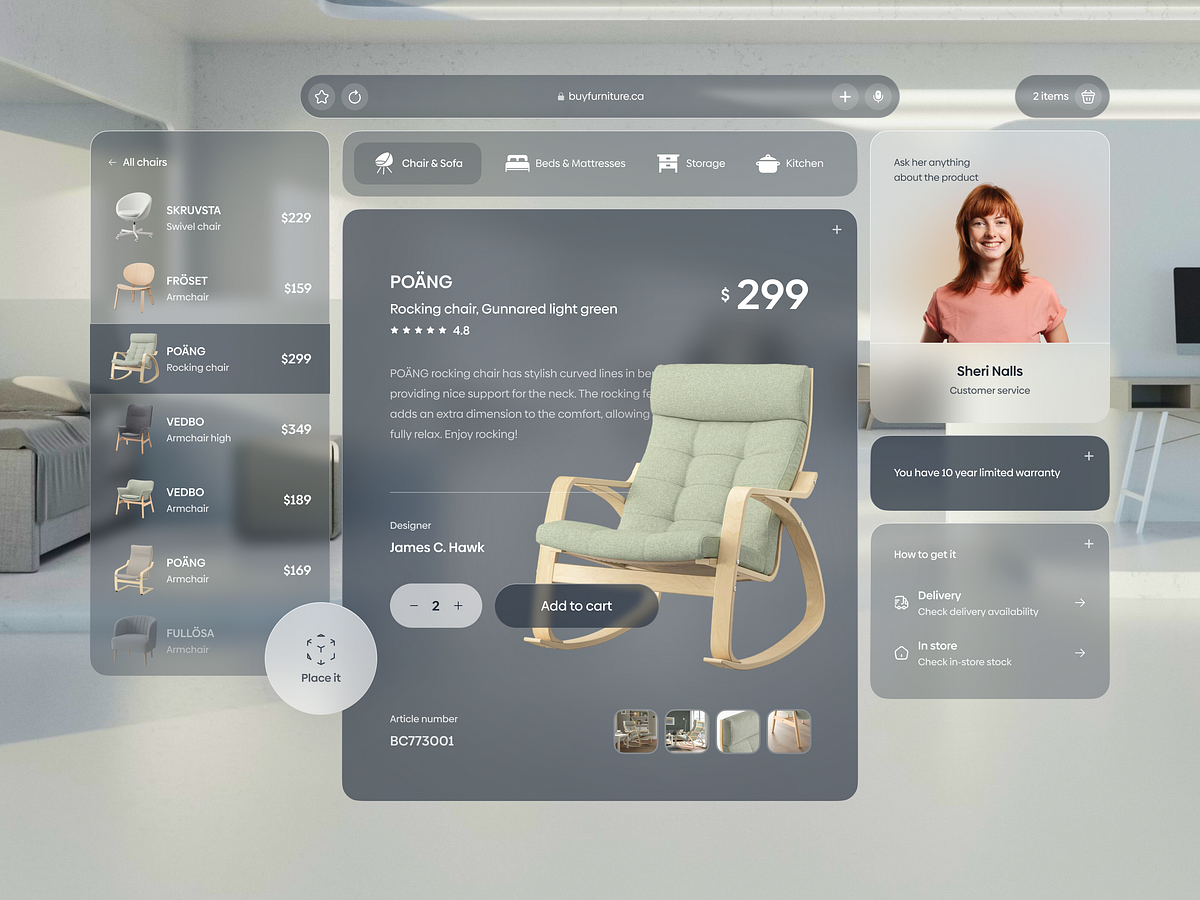 buyfurniture.ca
2 items
← All chairs
SKRUVSTA
Swivel chair
$229
FRÖSET
Armchair
$159
POÄNG
Rocking chair
$299
VEDBO
Armchair high
$349
VEDBO
Armchair
$189
POÄNG
Armchair
$169
FULLÖSA
Armchair
Place it
Chair & Sofa
Beds & Mattresses
Storage
Kitchen
POÄNG
Rocking chair, Gunnared light green
4.8
$ 299
POÄNG rocking chair has stylish curved lines in
providing nice support for the neck. The rocking
adds an extra dimension to the comfort, allowing
fully relax. Enjoy rocking!
Designer
James C. Hawk
− 2 +
Add to cart
Article number
BC773001
Ask her anything
about the product
Sheri Nalls
Customer service
You have 10 year limited warranty
How to get it
Delivery
Check delivery availability
In store
Check in-store stock